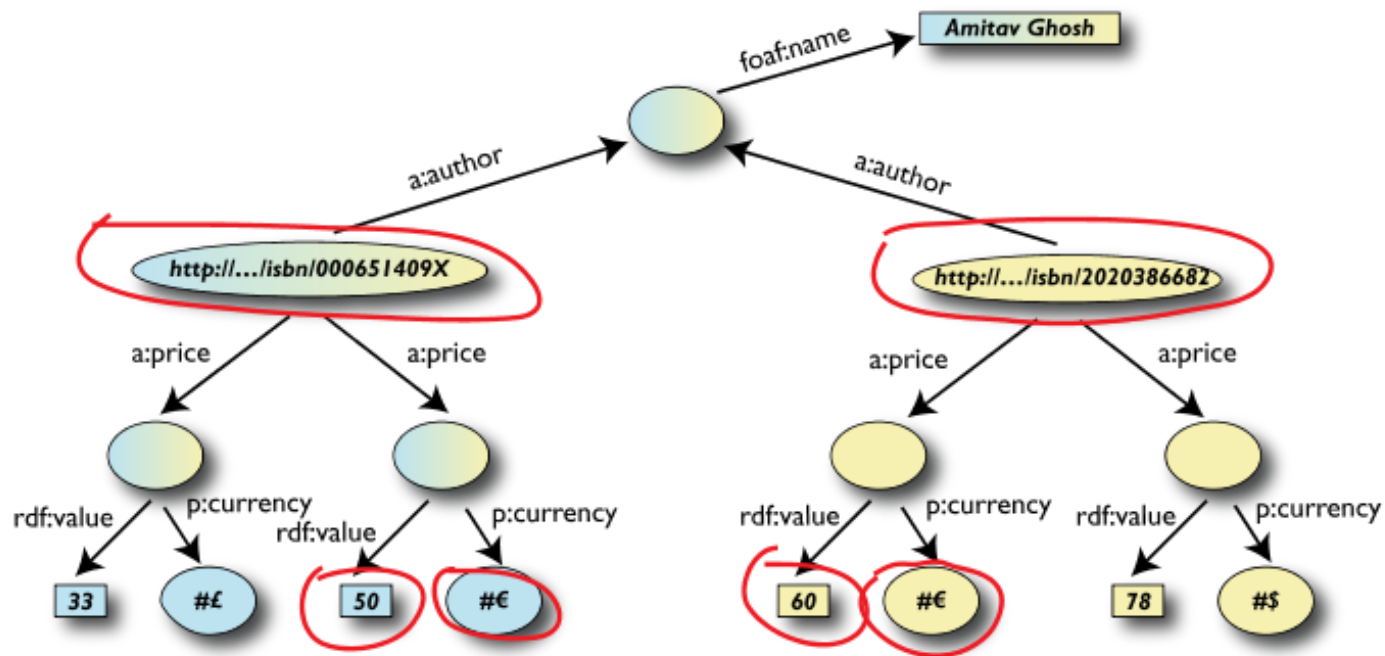 Amitav Ghosh
foaf:name
a:author
a:author
http://.../isbn/000651409X
http://.../isbn/2020386682
a:price
a:price
a:price
a:price
rdf:value
p:currency
rdf:value
p:currency
rdf:value
p:currency
rdf:value
p:currency
33
#£
50
#€
60
#€
78
#$